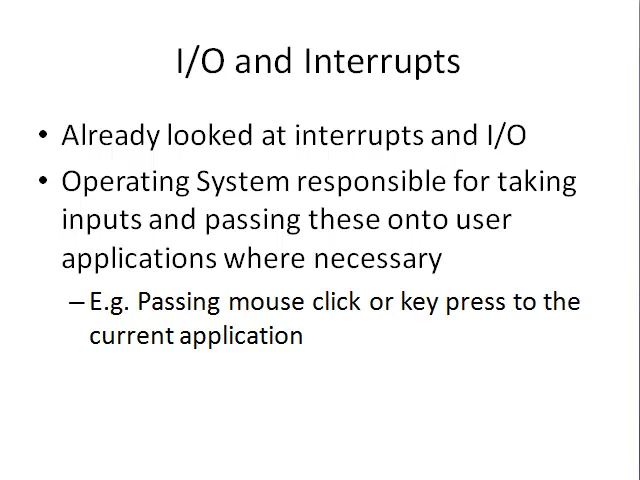 I/O and Interrupts
• Already looked at interrupts and I/O
• Operating System responsible for taking
inputs and passing these onto user
applications where necessary
– E.g. Passing mouse click or key press to the
current application